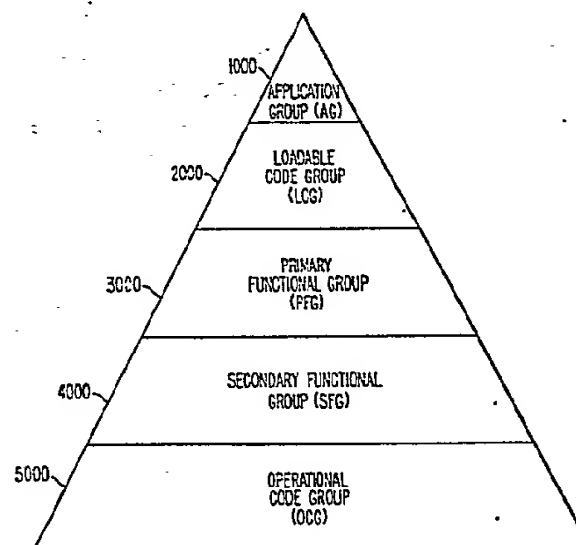 1000
APPLICATION
GROUP (AG)
2000
LOADABLE
CODE GROUP
(LCG)
3000
PRIMARY
FUNCTIONAL GROUP
(PFG)
4000
SECONDARY FUNCTIONAL
GROUP (SFG)
5000
OPERATIONAL
CODE GROUP
(OCG)